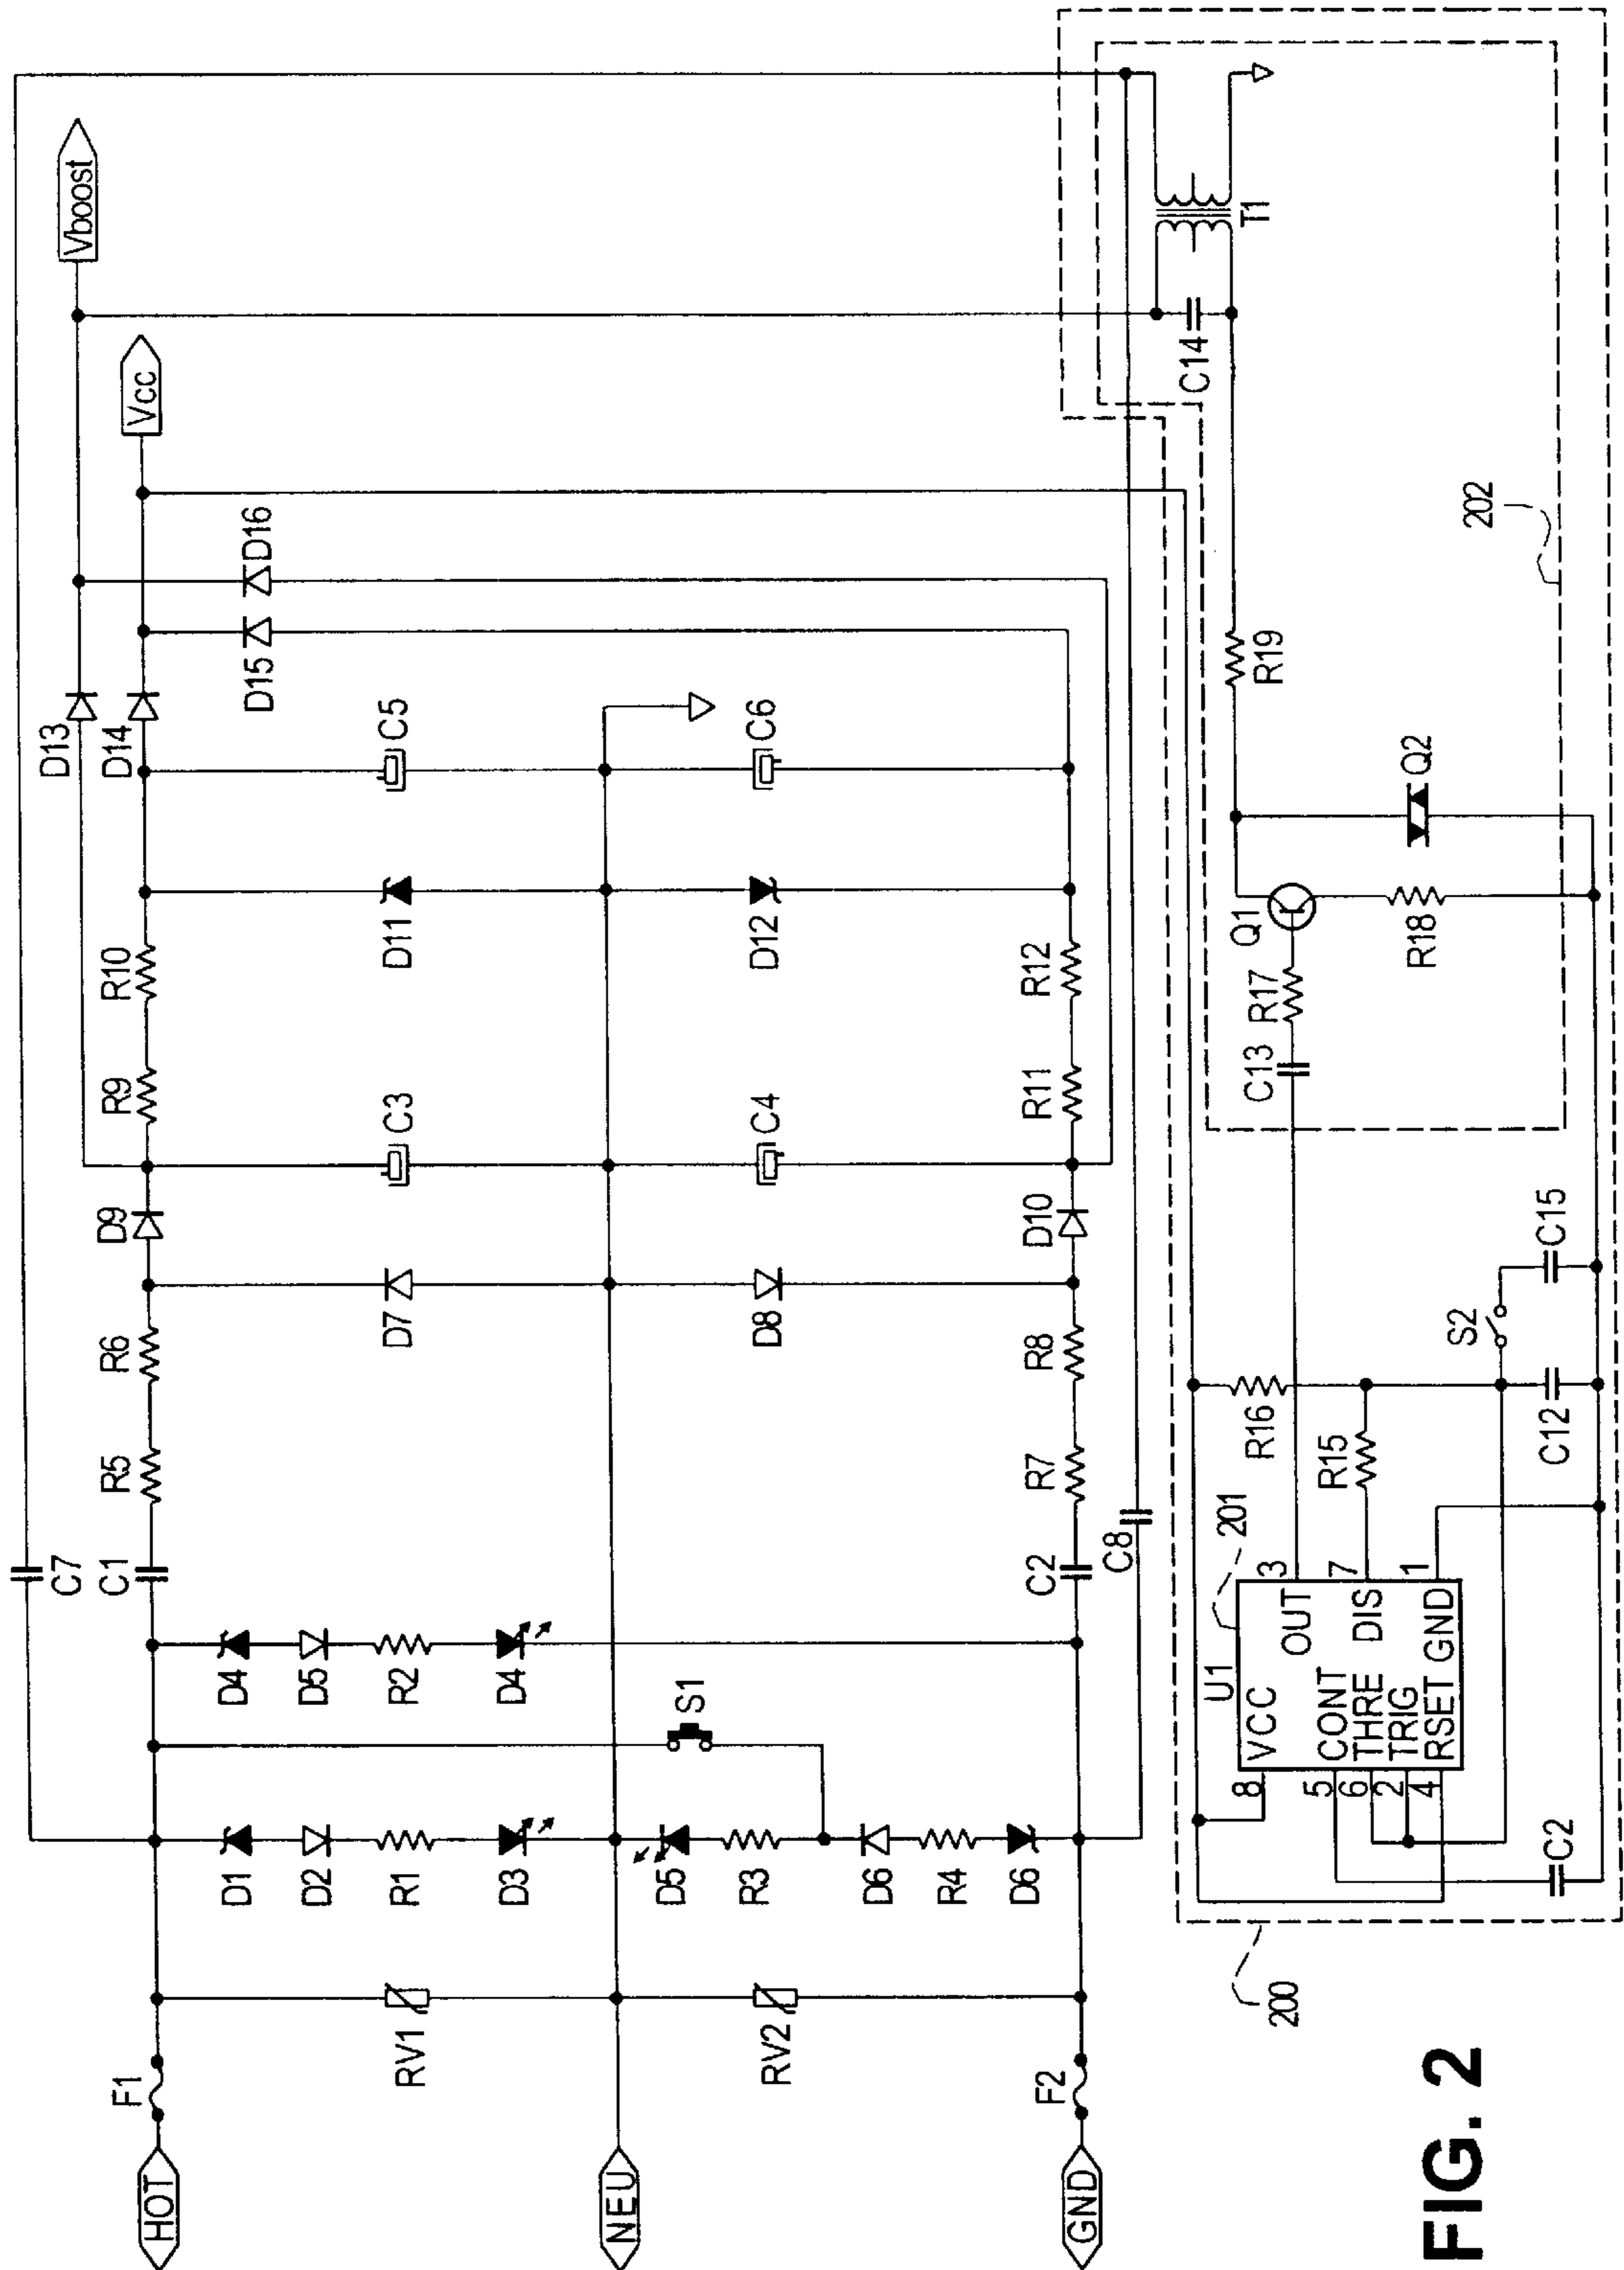 Vboost
Vcc
D13
D14
D16
D15
C5
C6
R10
D11
D12
R12
R9
C3
C4
R11
D9
D10
R6
D7
D8
R8
R5
R7
C7
C1
C2
C8
D4
D5
R2
D4
S1
D1
D2
R1
D3
D5
R3
D6
R4
D6
RV1
RV2
F1
F2
HOT
NEU
GND
T1
C14
202
R19
Q2
Q1
R18
R17
C13
C15
S2
R16
R15
C12
201
U1
VCC OUT
CONT
THRE DIS
TRIG
RSET GND
3
7
1
8
5
6
2
4
C2
200
FIG. 2